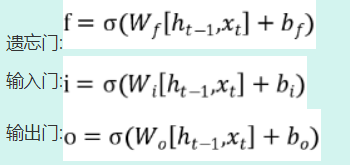 遗忘门:f = σ(W_f[h_{t−1},x_t] + b_f)
输入门:i = σ(W_i[h_{t−1},x_t] + b_i)
输出门:o = σ(W_o[h_{t−1},x_t] + b_o)